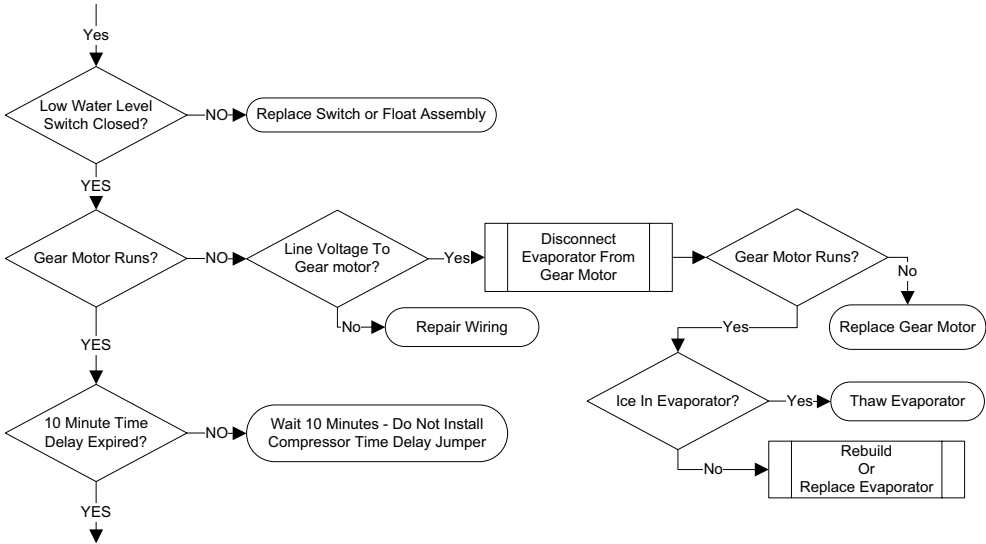 Yes
Low Water Level
Switch Closed?
NO
Replace Switch or Float Assembly
YES
Gear Motor Runs?
NO
Line Voltage To
Gear motor?
Yes
Disconnect
Evaporator From
Gear Motor
Gear Motor Runs?
No
Replace Gear Motor
No
Repair Wiring
Yes
YES
Ice In Evaporator?
Yes
Thaw Evaporator
10 Minute Time
Delay Expired?
NO
Wait 10 Minutes - Do Not Install
Compressor Time Delay Jumper
No
Rebuild
Or
Replace Evaporator
YES